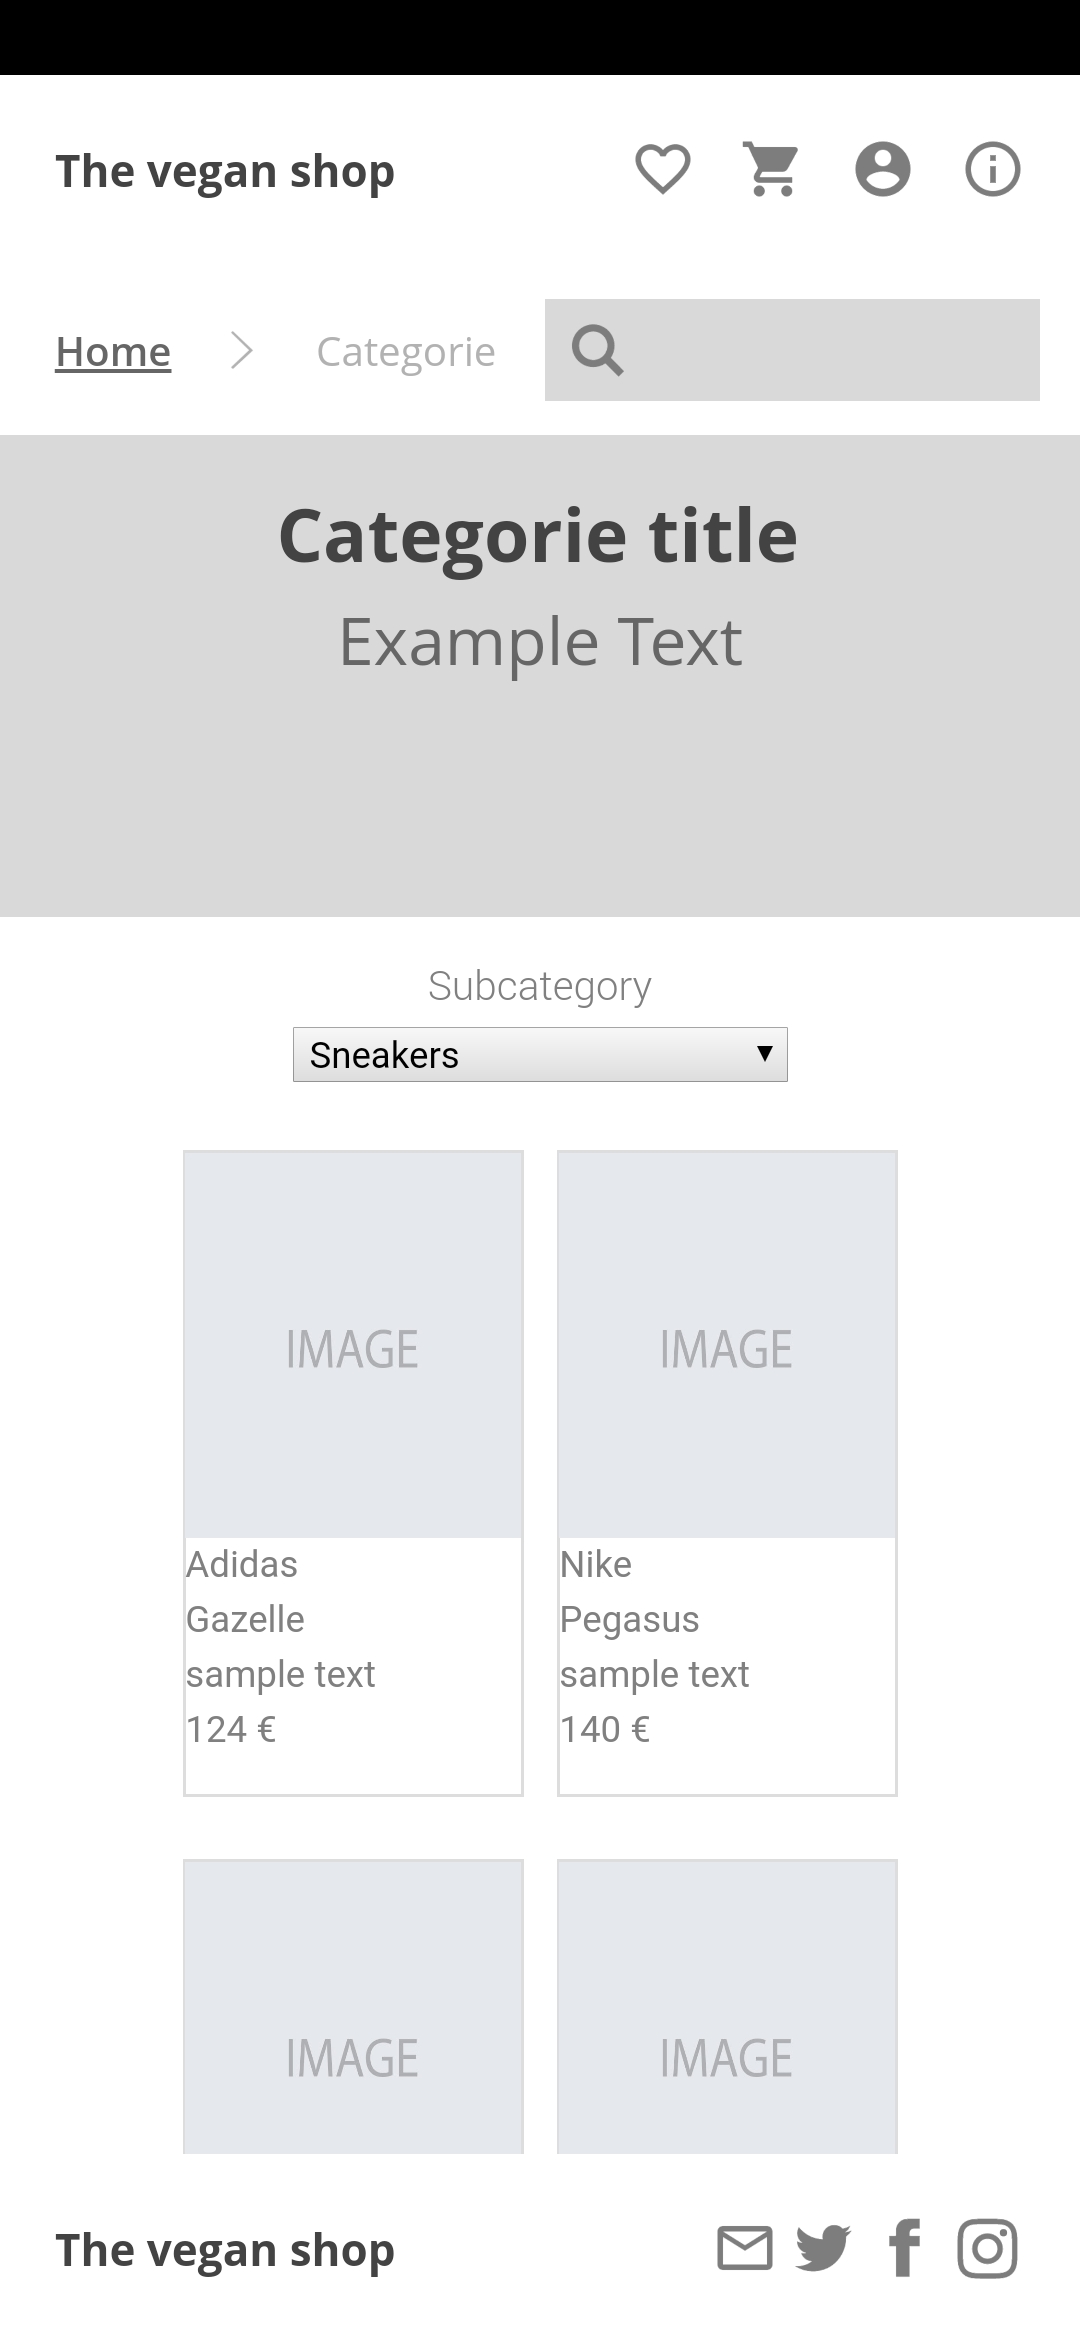 The vegan shop
Home
Categorie
Categorie title
Example Text
Subcategory
Sneakers
IMAGE
IMAGE
Adidas
Gazelle
sample text
124 €
Nike
Pegasus
sample text
140 €
IMAGE
IMAGE
The vegan shop